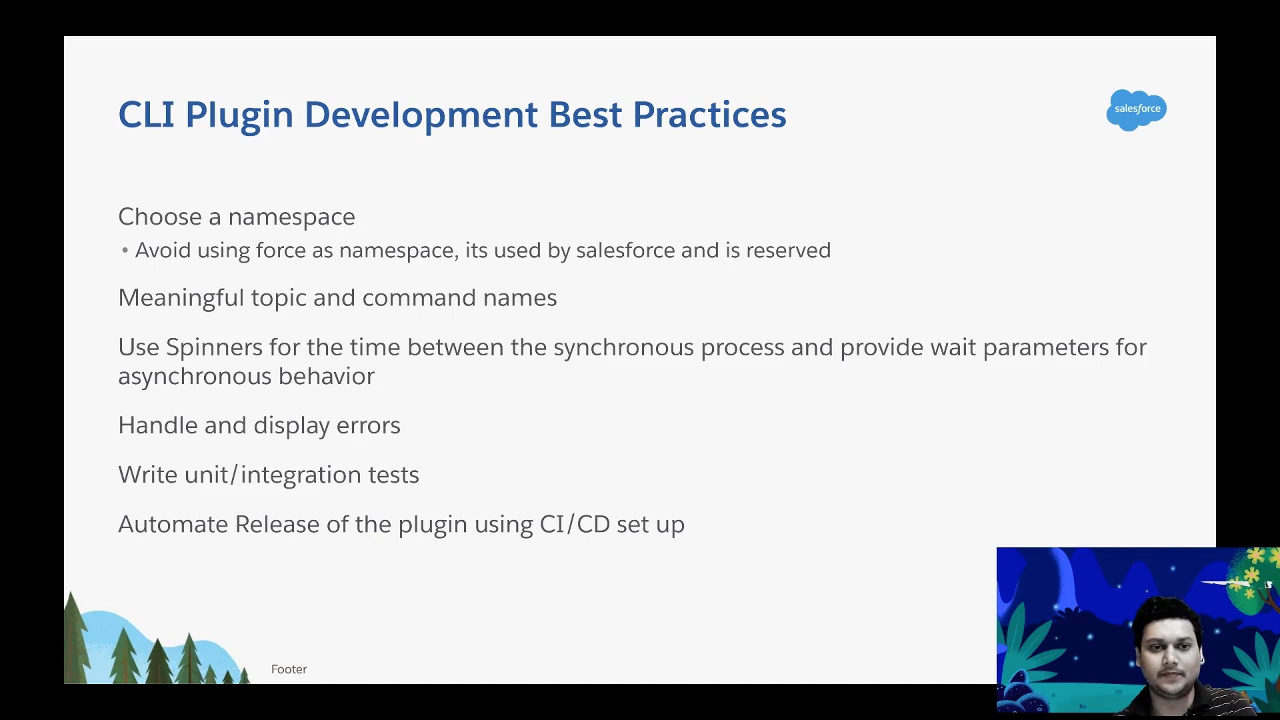 CLI Plugin Development Best Practices
salesforce
Choose a namespace
• Avoid using force as namespace, its used by salesforce and is reserved
Meaningful topic and command names
Use Spinners for the time between the synchronous process and provide wait parameters for
asynchronous behavior
Handle and display errors
Write unit/integration tests
Automate Release of the plugin using CI/CD set up
Footer